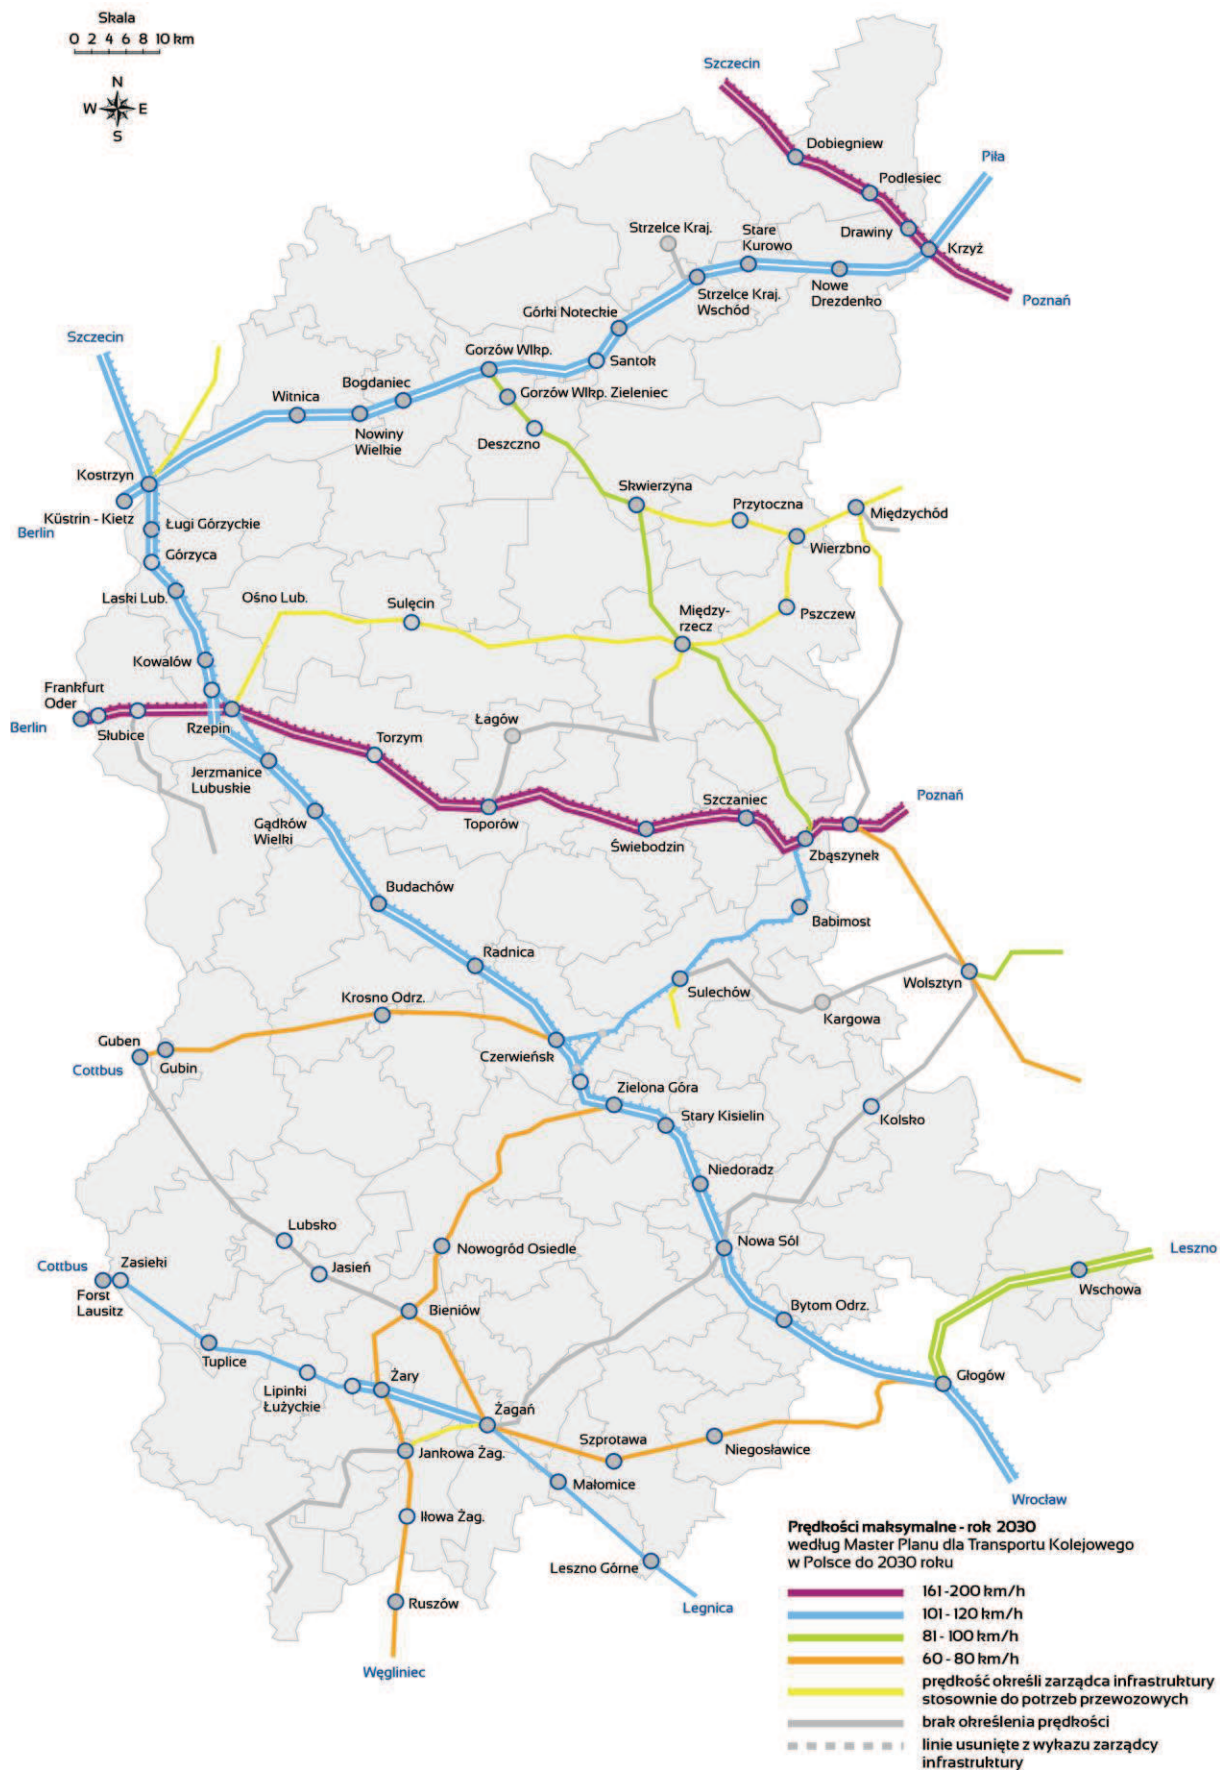 Skala
0 2 4 6 8 10 km
N
W E
S
Szczecin
Dobiegniew
Piła
Podlesiec
Strzelce Kraj.
Stare
Kurowo
Drawiny
Krzyż
Strzelce Kraj.
Wschód
Nowe
Drezdenko
Poznań
Górki Noteckie
Szczecin
Gorzów Wlkp.
Santok
Bogdaniec
Witnica
Gorzów Wlkp. Zieleniec
Nowiny
Wielkie
Deszczno
Kostrzyn
Skwierzyna
Przytoczna
Międzychód
Küstrin - Kietz
Berlin
Ługi Górzyckie
Wierzbno
Górzyca
Laski Lub.
Ośno Lub.
Sulęcin
Pszczew
Między-
rzecz
Kowalów
Frankfurt
Oder
Berlin
Słubice
Rzepin
Łagów
Torzym
Jerzmanice
Lubuskie
Poznań
Szczaniec
Gądków
Wielki
Toporów
Świebodzin
Zbąszynek
Budachów
Babimost
Radnica
Sulechów
Wolsztyn
Krosno Odrz.
Kargowa
Guben
Czerwieńsk
Cottbus
Gubin
Zielona Góra
Stary Kisielin
Kolsko
Niedoradz
Lubsko
Nowogród Osiedle
Nowa Sól
Leszno
Cottbus
Zasieki
Jasień
Wschowa
Forst
Lausitz
Bieniów
Bytom Odrz.
Tuplice
Lipinki
Łużyckie
Żary
Głogów
Żagań
Szprotawa
Niegosławice
Jankowa Żag.
Małomice
Wrocław
Iłowa Żag.
Leszno Górne
Ruszów
Legnica
Węgliniec
Prędkości maksymalne - rok 2030
według Master Planu dla Transportu Kolejowego
w Polsce do 2030 roku
161-200 km/h
101 - 120 km/h
81 - 100 km/h
60 - 80 km/h
prędkość określi zarządca infrastruktury
stosownie do potrzeb przewozowych
brak określenia prędkości
linie usunięte z wykazu zarządcy
infrastruktury